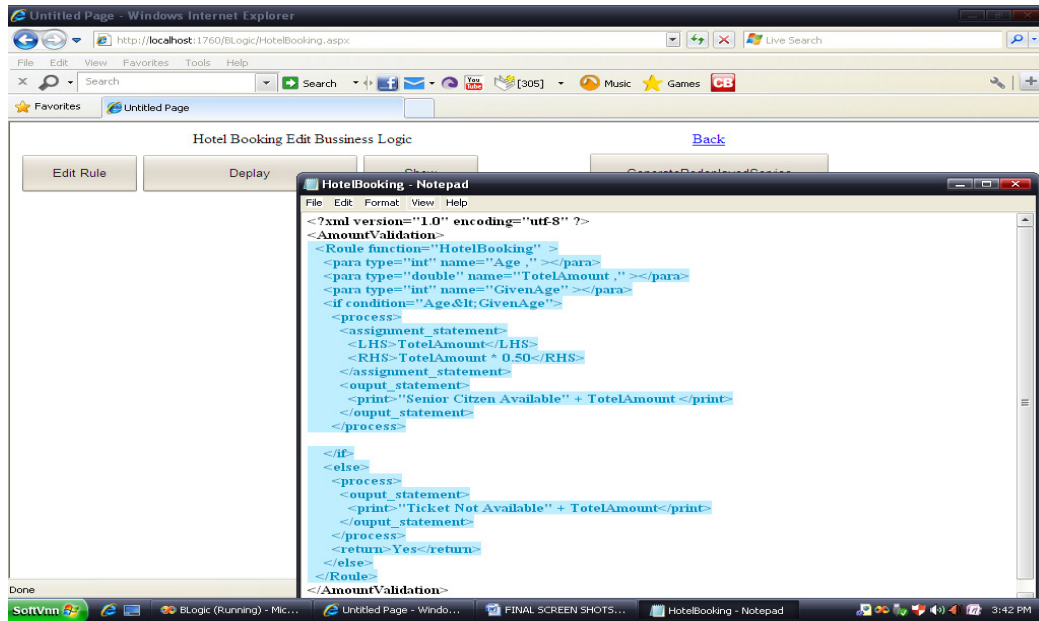 Untitled Page - Windows Internet Explorer
http://localhost:1760/BLogic/HotelBooking.aspx
Live Search
File Edit View Favorites Tools Help
Search
Search
You Tube
[305]
Music
Games
CB
Favorites
Untitled Page
Hotel Booking Edit Bussiness Logic
Back
Edit Rule
Deplay
Show
GenerateRedeployedService
HotelBooking - Notepad
File Edit Format View Help
<?xml version="1.0" encoding="utf-8" ?>
<AmountValidation>
<Roule function="HotelBooking" >
<para type="int" name="Age ," ></para>
<para type="double" name="TotelAmount ," ></para>
<para type="int" name="GivenAge" ></para>
<if condition="Age&lt;GivenAge">
<process>
<assignment_statement>
<LHS>TotelAmount</LHS>
<RHS>TotelAmount * 0.50</RHS>
</assignment_statement>
<ouput_statement>
<print>"Senior Citzen Available" + TotelAmount </print>
</ouput_statement>
</process>
</if>
<else>
<process>
<ouput_statement>
<print>"Ticket Not Available" + TotelAmount</print>
</ouput_statement>
</process>
<return>Yes</return>
</else>
</Roule>
</AmountValidation>
Done
SoftVnn
BLogic (Running) - Mic...
Untitled Page - Windo...
FINAL SCREEN SHOTS...
HotelBooking - Notepad
3:42 PM